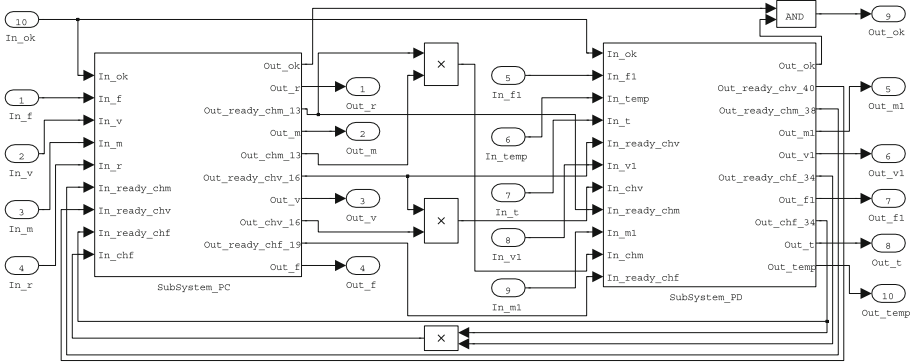 10
In_ok
1
In_f
2
In_v
3
In_m
4
In_r
In_ok
In_f
In_v
In_m
In_r
In_ready_chm
In_ready_chv
In_ready_chf
In_chf
Out_ok
Out_r
Out_ready_chm_13
Out_m
Out_chm_13
Out_ready_chv_16
Out_v
Out_chv_16
Out_ready_chf_19
Out_f
SubSystem_PC
1
Out_r
2
Out_m
3
Out_v
4
Out_f
×
×
×
5
In_f1
6
In_temp
7
In_t
8
In_v1
9
In_m1
In_ok
In_f1
In_temp
In_t
In_ready_chv
In_v1
In_chv
In_ready_chm
In_m1
In_chm
In_ready_chf
Out_ok
Out_ready_chv_40
Out_ready_chm_38
Out_m1
Out_v1
Out_ready_chf_34
Out_f1
Out_chf_34
Out_t
Out_temp
SubSystem_PD
AND
9
Out_ok
5
Out_m1
6
Out_v1
7
Out_f1
8
Out_t
10
Out_temp